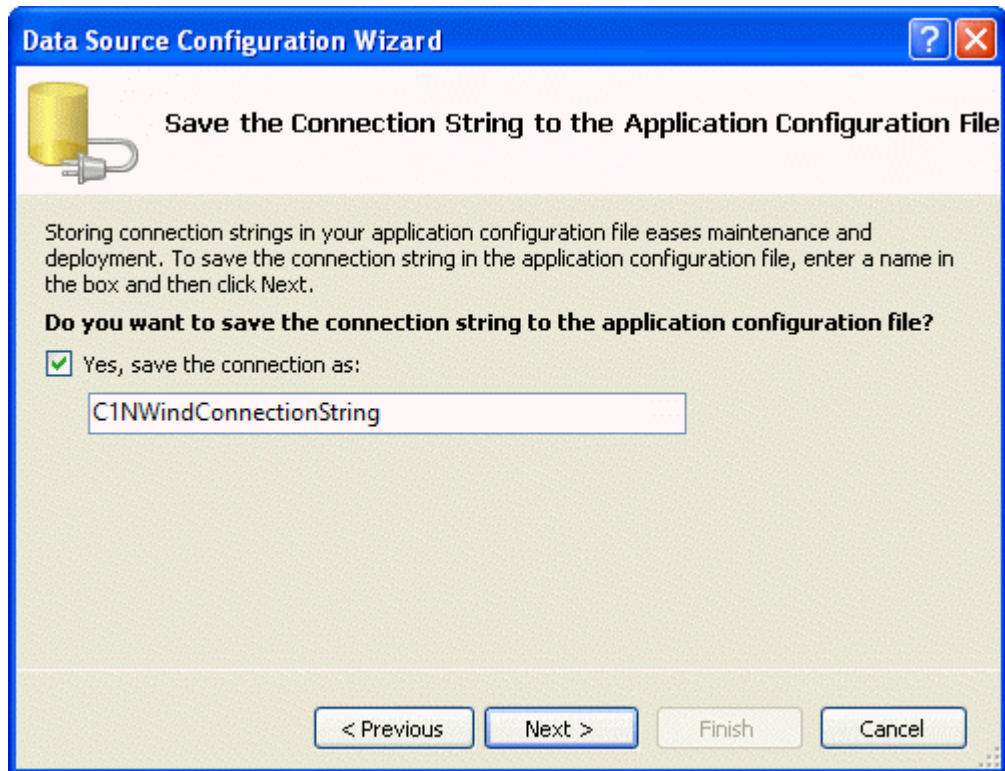 Data Source Configuration Wizard
?
Save the Connection String to the Application Configuration File
Storing connection strings in your application configuration file eases maintenance and
deployment. To save the connection string in the application configuration file, enter a name in
the box and then click Next.
Do you want to save the connection string to the application configuration file?
Yes, save the connection as:
C1NWindConnectionString
< Previous
Next >
Finish
Cancel